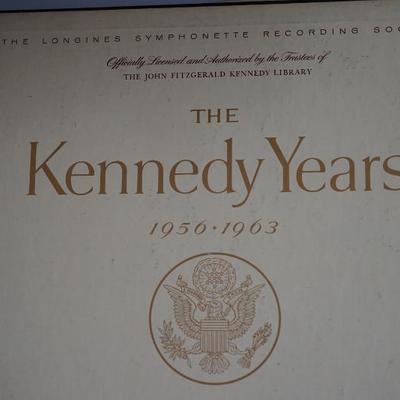 THE LONGINES SYMPHONETTE RECORDING SOC
Officially Licensed and Authorized by the Trustees of
THE JOHN FITZGERALD KENNEDY LIBRARY
THE
Kennedy Years
1956 · 1963